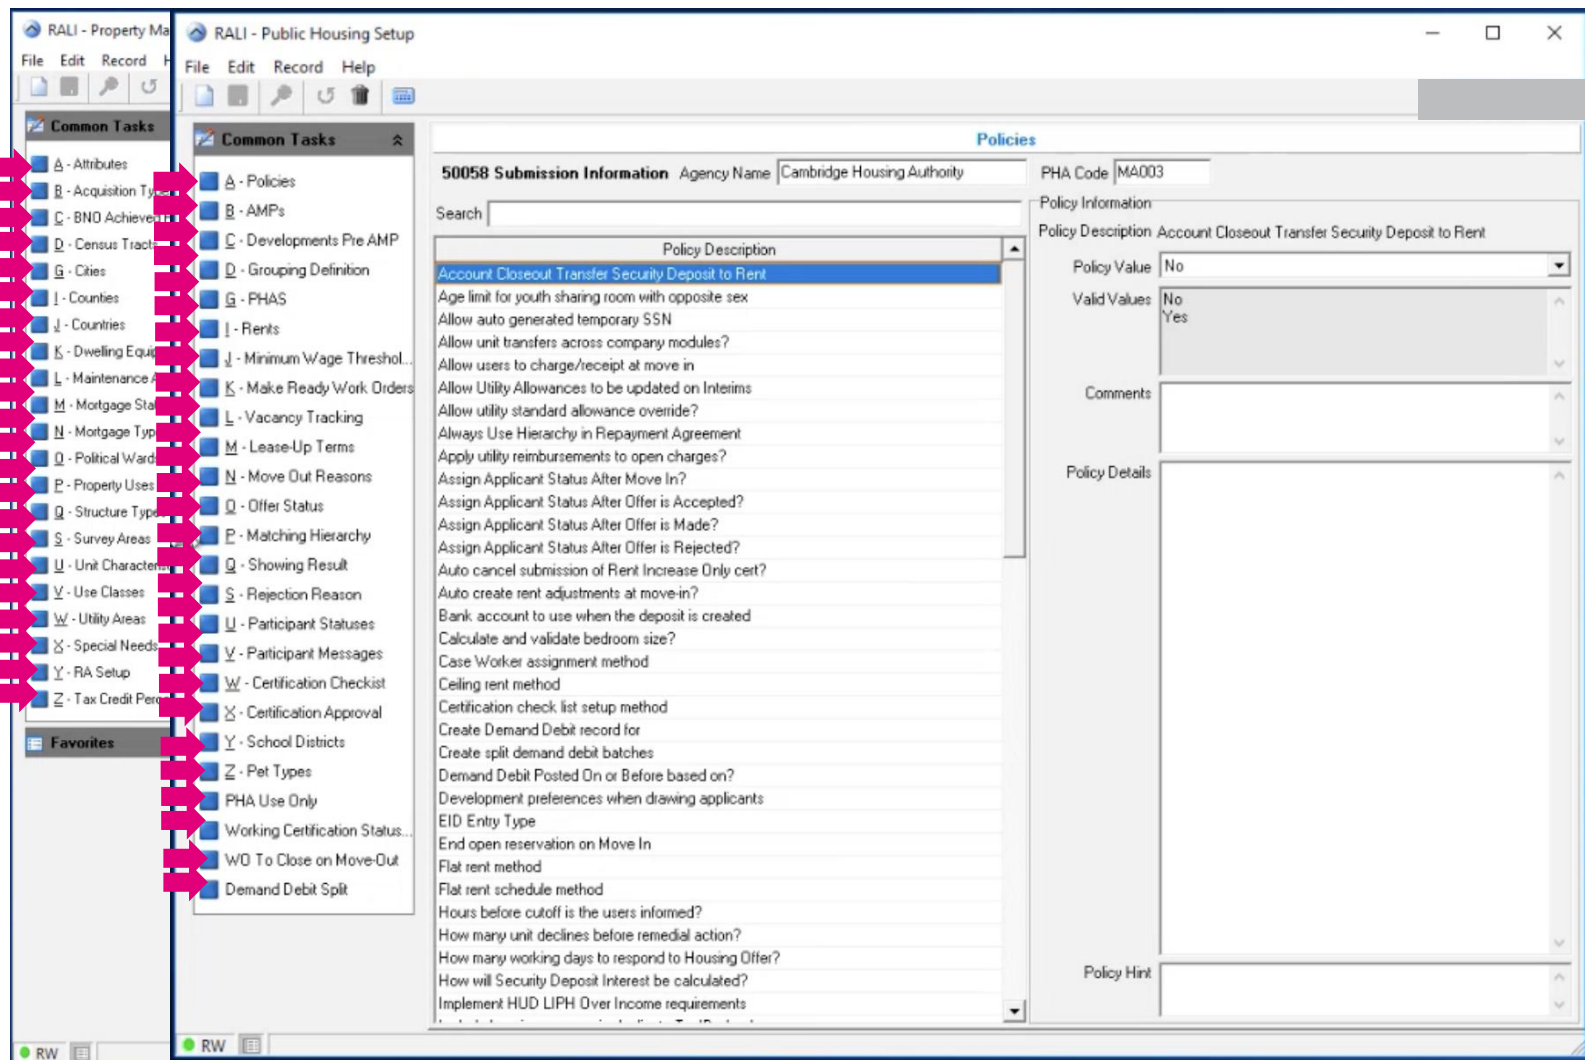 RALI - Property Ma
File Edit Record H
Common Tasks
A - Attributes
B - Acquisition Typ
C - BNO Achieved
D - Census Tracts
G - Cities
I - Counties
J - Countries
K - Dwelling Equip
L - Maintenance A
M - Mortgage Sta
N - Mortgage Typ
O - Political Wards
P - Property Uses
Q - Structure Type
S - Survey Areas
U - Unit Characteris
V - Use Classes
W - Utility Areas
X - Special Needs
Y - RA Setup
Z - Tax Credit Perc
Favorites
RW
RALI - Public Housing Setup
File Edit Record Help
Common Tasks
A - Policies
B - AMPs
C - Developments Pre AMP
D - Grouping Definition
G - PHAS
I - Rents
J - Minimum Wage Threshol...
K - Make Ready Work Orders
L - Vacancy Tracking
M - Lease-Up Terms
N - Move Out Reasons
O - Offer Status
P - Matching Hierarchy
Q - Showing Result
S - Rejection Reason
U - Participant Statuses
V - Participant Messages
W - Certification Checkist
X - Certification Approval
Y - School Districts
Z - Pet Types
PHA Use Only
Working Certification Status...
WO To Close on Move-Out
Demand Debit Split
RW
Policies
50058 Submission Information Agency Name Cambridge Housing Authority PHA Code MA003
Search
Policy Description
Account Closeout Transfer Security Deposit to Rent
Age limit for youth sharing room with opposite sex
Allow auto generated temporary SSN
Allow unit transfers across company modules?
Allow users to charge/receipt at move in
Allow Utility Allowances to be updated on Interims
Allow utility standard allowance override?
Always Use Hierarchy in Repayment Agreement
Apply utility reimbursements to open charges?
Assign Applicant Status After Move In?
Assign Applicant Status After Offer is Accepted?
Assign Applicant Status After Offer is Made?
Assign Applicant Status After Offer is Rejected?
Auto cancel submission of Rent Increase Only cert?
Auto create rent adjustments at move-in?
Bank account to use when the deposit is created
Calculate and validate bedroom size?
Case Worker assignment method
Ceiling rent method
Certification check list setup method
Create Demand Debit record for
Create split demand debit batches
Demand Debit Posted On or Before based on?
Development preferences when drawing applicants
EID Entry Type
End open reservation on Move In
Flat rent method
Flat rent schedule method
Hours before cutoff is the users informed?
How many unit declines before remedial action?
How many working days to respond to Housing Offer?
How will Security Deposit Interest be calculated?
Implement HUD LIPH Over Income requirements
Policy Information
Policy Description Account Closeout Transfer Security Deposit to Rent
Policy Value No
Valid Values No
Yes
Comments
Policy Details
Policy Hint